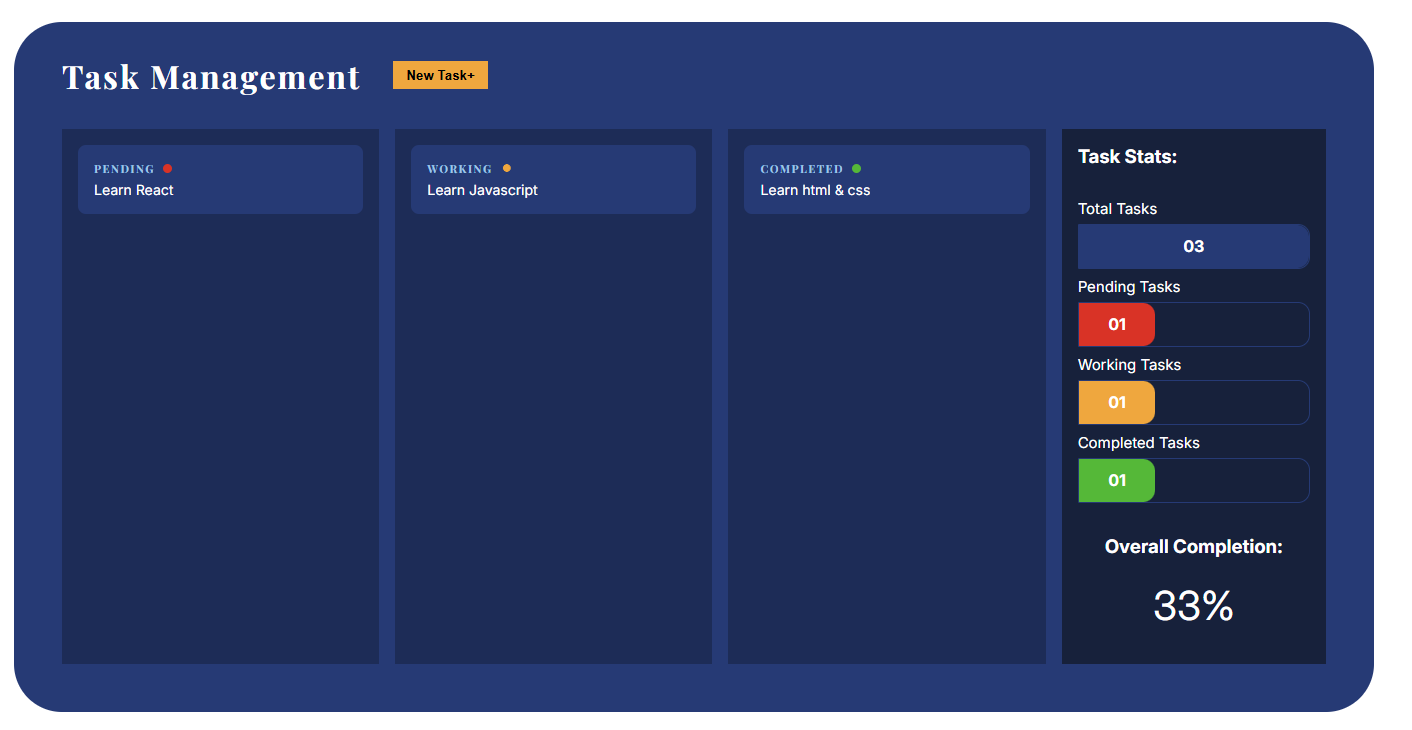 Task Management
New Task+
PENDING
Learn React
WORKING
Learn Javascript
COMPLETED
Learn html & css
Task Stats:
Total Tasks
03
Pending Tasks
01
Working Tasks
01
Completed Tasks
01
Overall Completion:
33%